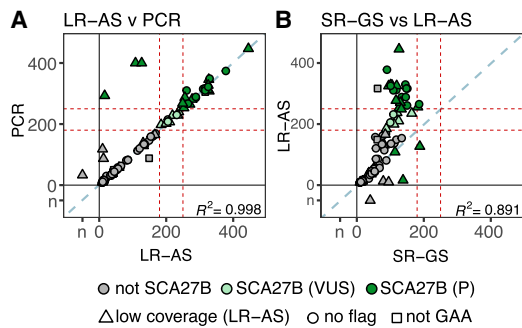 A LR-AS v PCR
PCR
400
200
0
n
R² = 0.998
n 0 200 400
LR-AS
B SR-GS vs LR-AS
LR-AS
400
200
0
n
R² = 0.891
n 0 200 400
SR-GS
not SCA27B SCA27B (VUS) SCA27B (P)
low coverage (LR-AS) no flag not GAA